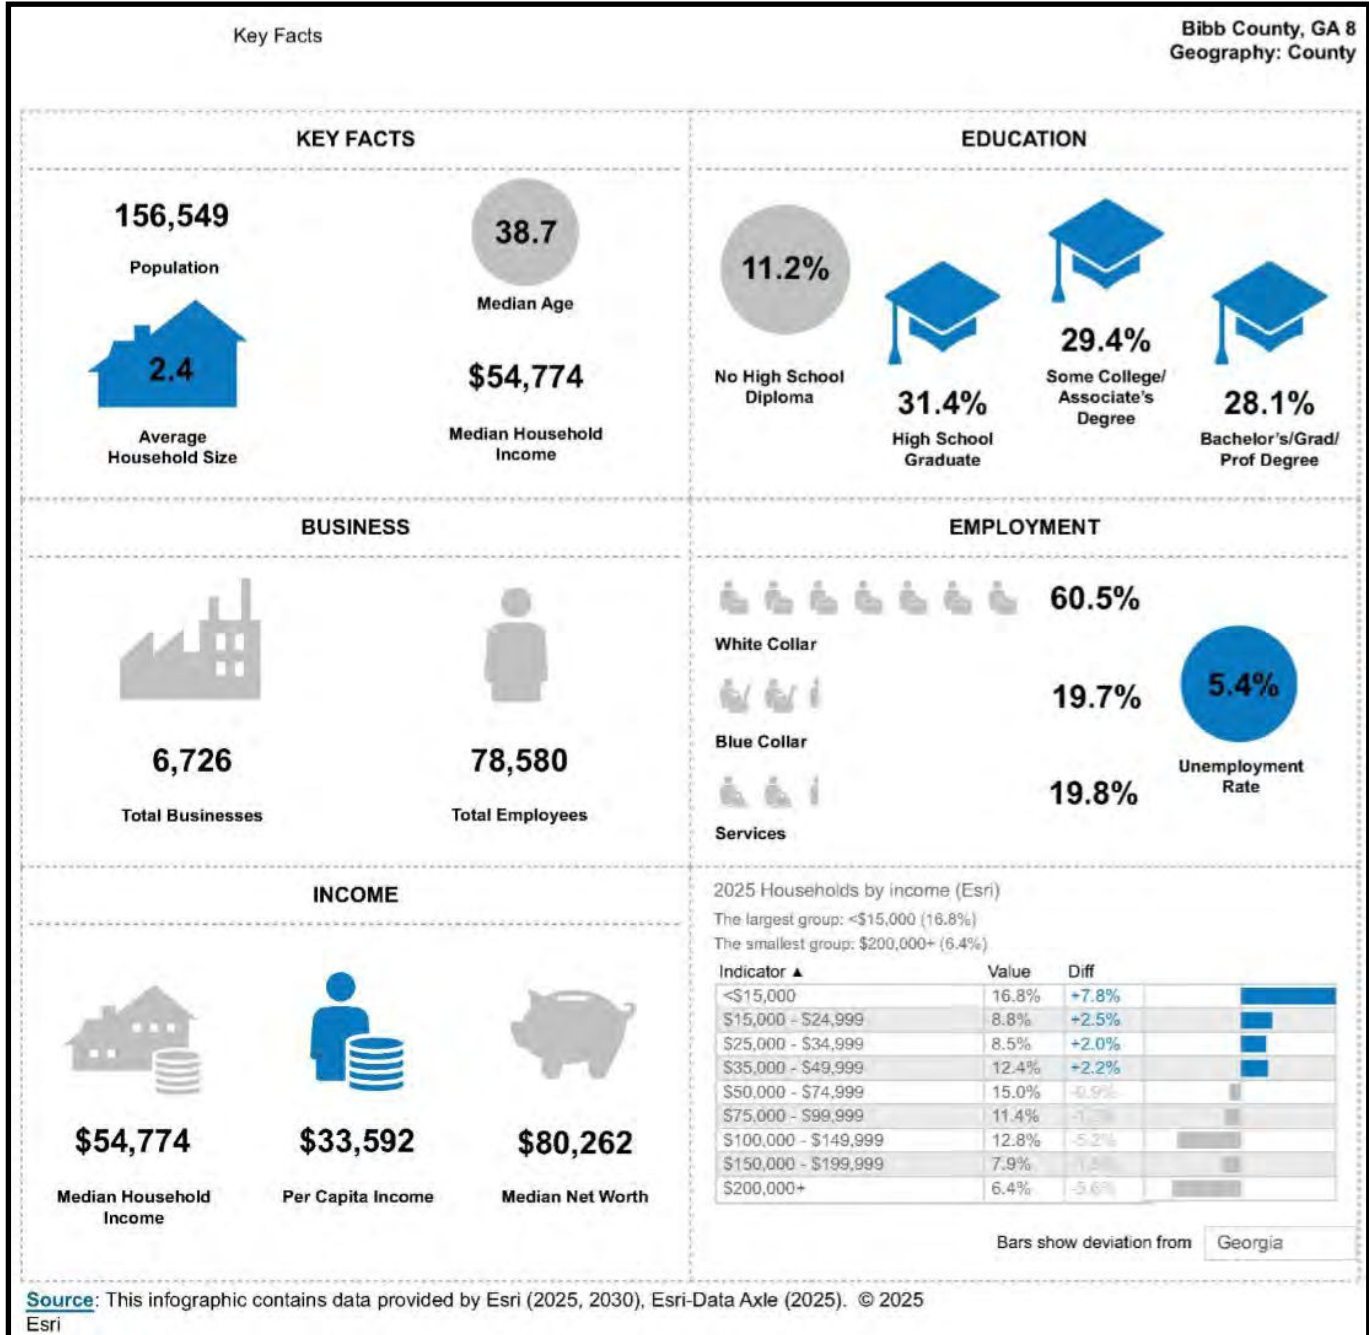 Key Facts
Bibb County, GA 8
Geography: County
KEY FACTS
156,549
Population
38.7
Median Age
2.4
Average
Household Size
$54,774
Median Household
Income
EDUCATION
11.2%
No High School
Diploma
31.4%
High School
Graduate
29.4%
Some College/
Associate's
Degree
28.1%
Bachelor's/Grad/
Prof Degree
BUSINESS
6,726
Total Businesses
78,580
Total Employees
EMPLOYMENT
60.5%
White Collar
19.7%
Blue Collar
19.8%
Services
5.4%
Unemployment
Rate
INCOME
$54,774
Median Household
Income
$33,592
Per Capita Income
$80,262
Median Net Worth
2025 Households by income (Esri)
The largest group: <$15,000 (16.8%)
The smallest group: $200,000+ (6.4%)
Indicator ▲ Value Diff
<$15,000 16.8% +7.8%
$15,000 - $24,999 8.8% +2.5%
$25,000 - $34,999 8.5% +2.0%
$35,000 - $49,999 12.4% +2.2%
$50,000 - $74,999 15.0% -0.9%
$75,000 - $99,999 11.4%
$100,000 - $149,999 12.8% -5.2%
$150,000 - $199,999 7.9%
$200,000+ 6.4% -5.6%
Bars show deviation from Georgia
Source: This infographic contains data provided by Esri (2025, 2030), Esri-Data Axle (2025). © 2025
Esri